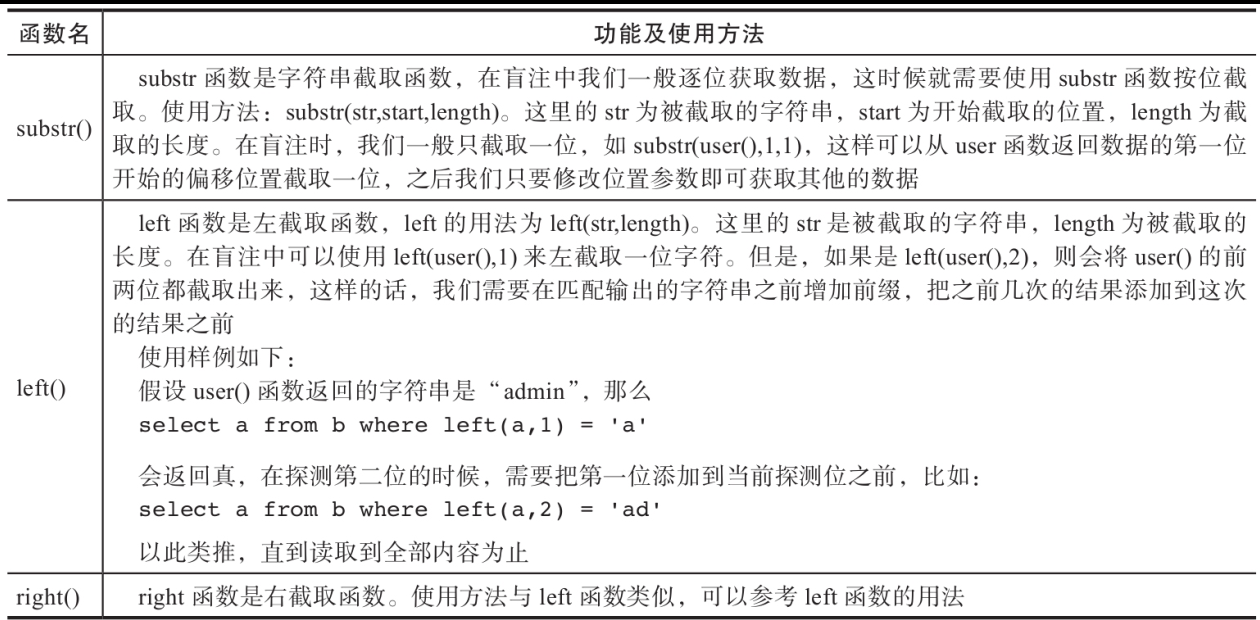 函数名 功能及使用方法
substr 函数是字符串截取函数，在盲注中我们一般逐位获取数据，这时候就需要使用 substr 函数按位截
取。使用方法：substr(str,start,length)。这里的 str 为被截取的字符串，start 为开始截取的位置，length 为截
substr()
取的长度。在盲注时，我们一般只截取一位，如 substr(user(),1,1)，这样可以从 user 函数返回数据的第一位
开始的偏移位置截取一位，之后我们只要修改位置参数即可获取其他的数据
left 函数是左截取函数，left 的用法为 left(str,length)。这里的 str 是被截取的字符串，length 为被截取的
长度。在盲注中可以使用 left(user(),1) 来左截取一位字符。但是，如果是 left(user(),2)，则会将 user() 的前
两位都截取出来，这样的话，我们需要在匹配输出的字符串之前增加前缀，把之前几次的结果添加到这次
的结果之前
使用样例如下：
left() 假设 user() 函数返回的字符串是“admin”，那么
select a from b where left(a,1) = 'a'
会返回真，在探测第二位的时候，需要把第一位添加到当前探测位之前，比如：
select a from b where left(a,2) = 'ad'
以此类推，直到读取到全部内容为止
right() right 函数是右截取函数。使用方法与 left 函数类似，可以参考 left 函数的用法